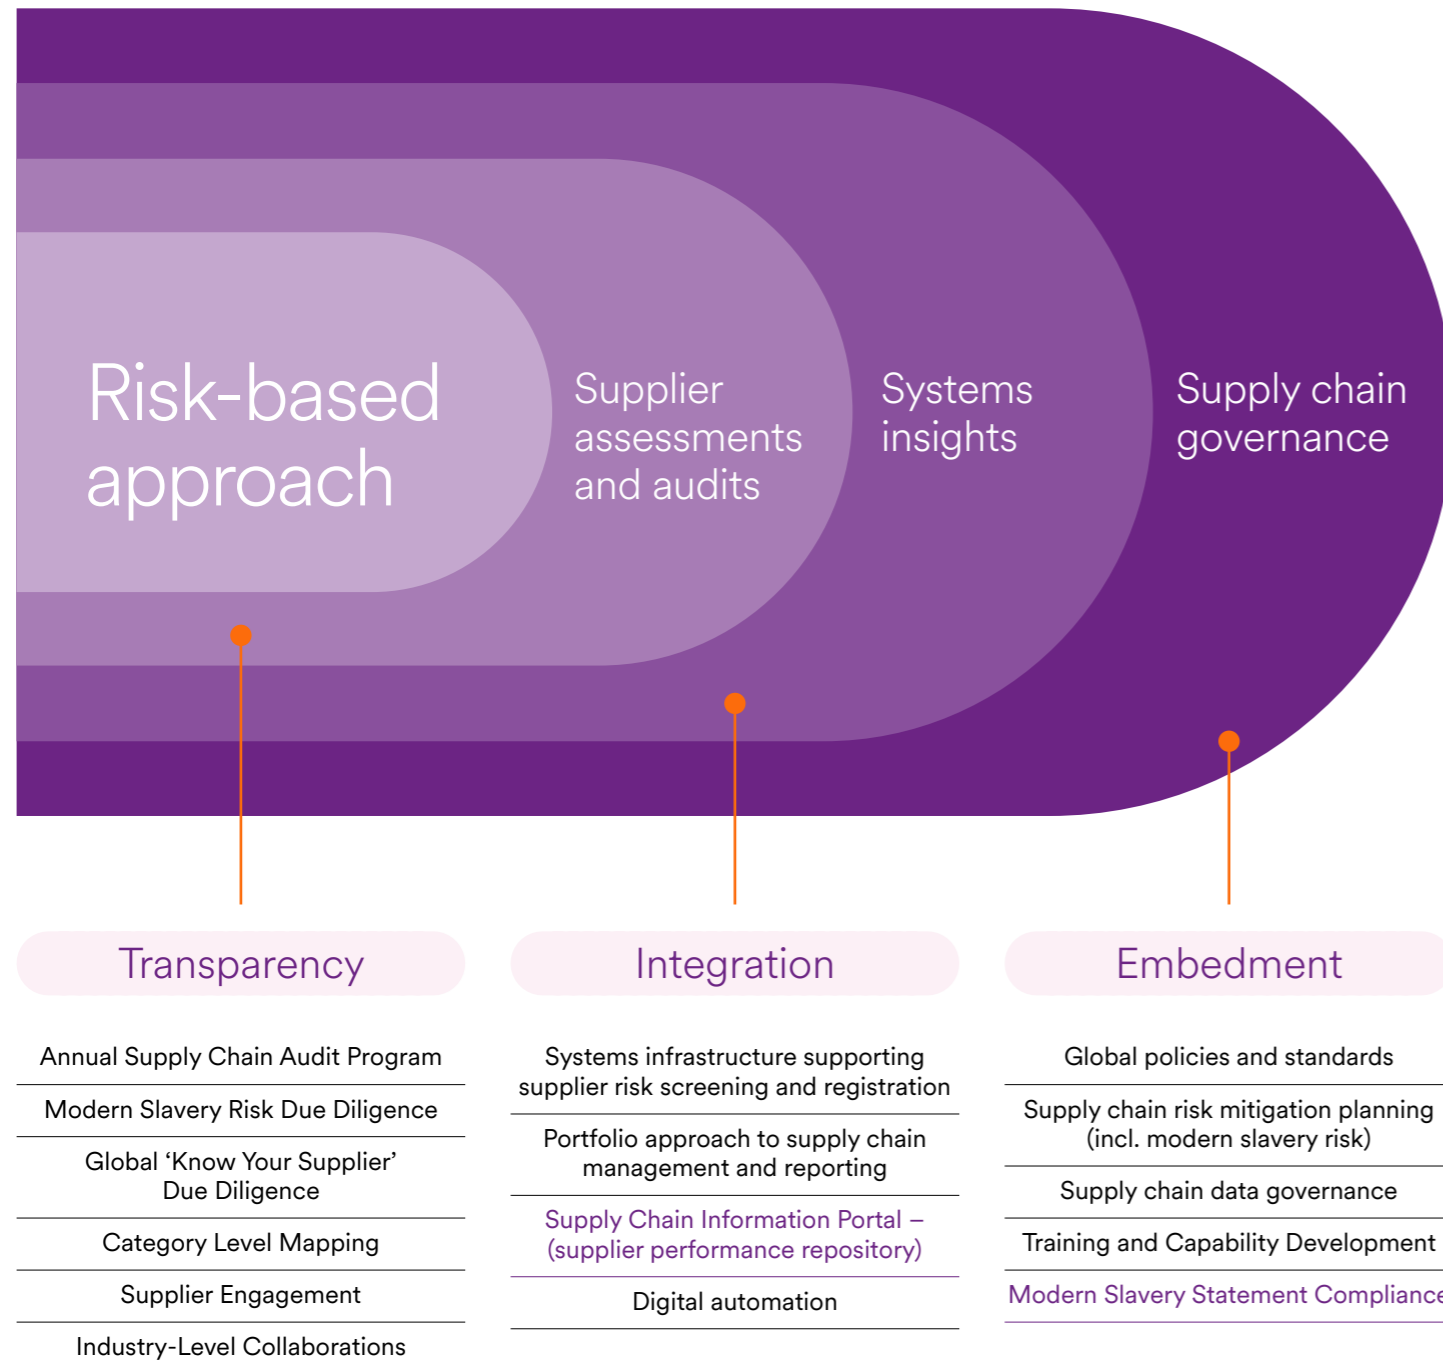 Risk-based
approach
Supplier
assessments
and audits
Systems
insights
Supply chain
governance
Transparency
Annual Supply Chain Audit Program
Modern Slavery Risk Due Diligence
Global ‘Know Your Supplier’
Due Diligence
Category Level Mapping
Supplier Engagement
Industry-Level Collaborations
Integration
Systems infrastructure supporting
supplier risk screening and registration
Portfolio approach to supply chain
management and reporting
Supply Chain Information Portal –
(supplier performance repository)
Digital automation
Embedment
Global policies and standards
Supply chain risk mitigation planning
(incl. modern slavery risk)
Supply chain data governance
Training and Capability Development
Modern Slavery Statement Compliance